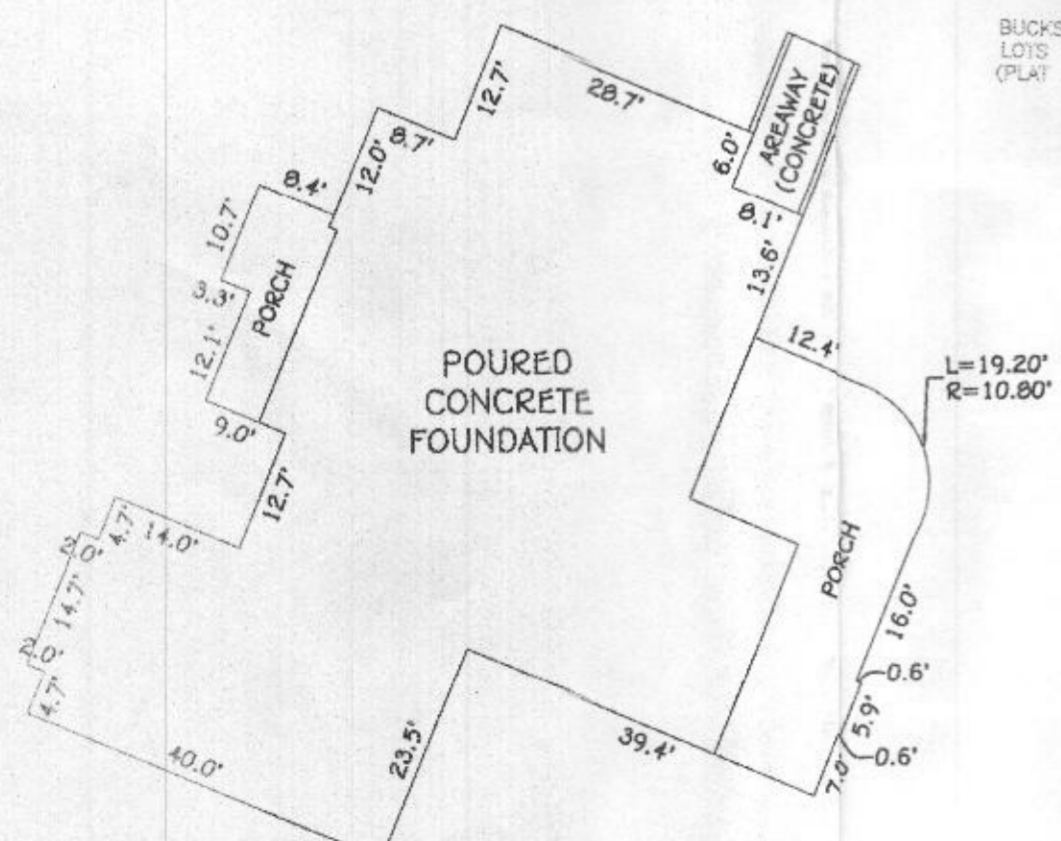 BUCKS
LOTS
(PLAT
28.7'
12.7'
8.7'
12.0'
8.4'
10.7'
3.3'
PORCH
12.1'
9.0'
12.7'
14.0'
4.7'
2.0'
14.7'
2.0'
4.7'
40.0'
23.5'
39.4'
POURED
CONCRETE
FOUNDATION
AREAWAY
(CONCRETE)
6.0'
8.1'
13.6'
12.4'
L=19.20'
R=10.80'
PORCH
16.0'
0.6'
5.9'
0.6'
7.0'